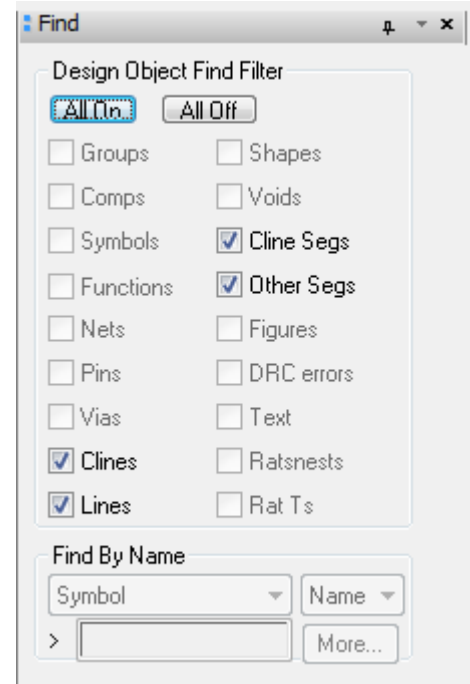 Find
Design Object Find Filter
All On All Off
Groups Shapes
Comps Voids
Symbols Cline Segs
Functions Other Segs
Nets Figures
Pins DRC errors
Vias Text
Clines Ratsnests
Lines Rat Ts
Find By Name
Symbol Name
> More...